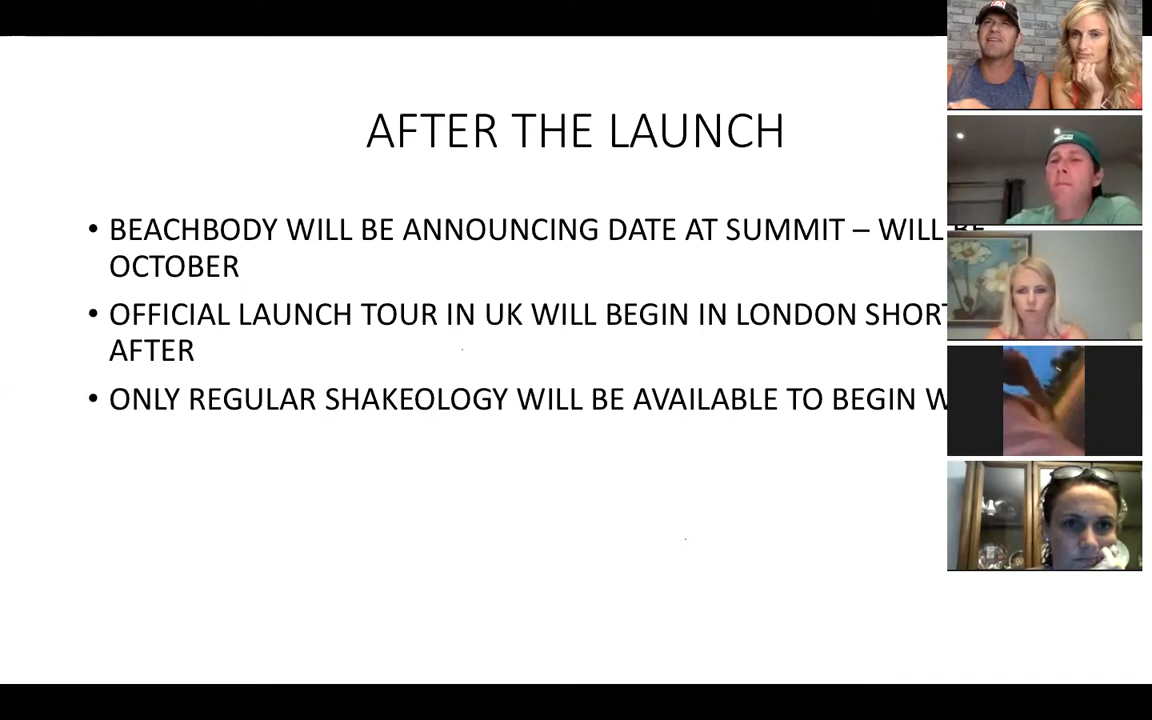 AFTER THE LAUNCH
• BEACHBODY WILL BE ANNOUNCING DATE AT SUMMIT – WILL BE
OCTOBER
• OFFICIAL LAUNCH TOUR IN UK WILL BEGIN IN LONDON
AFTER
• ONLY REGULAR SHAKEOLOGY WILL BE AVAILABLE TO BEGIN